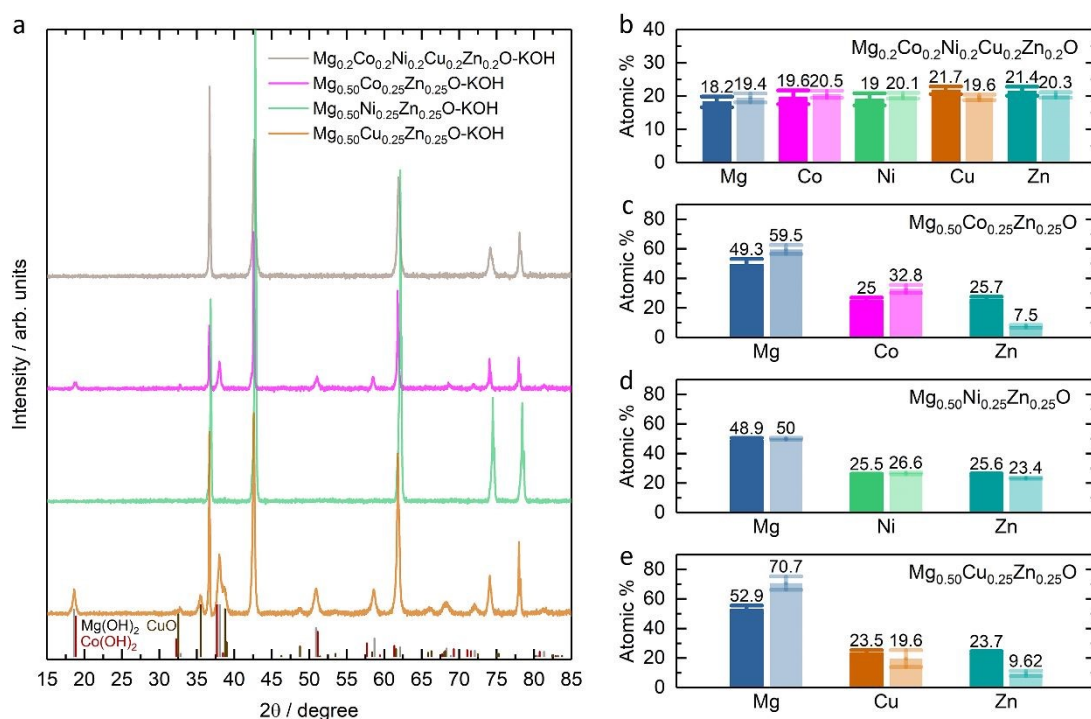 a
Mg0.2Co0.2Ni0.2Cu0.2Zn0.2O-KOH
Mg0.50Co0.25Zn0.25O-KOH
Mg0.50Ni0.25Zn0.25O-KOH
Mg0.50Cu0.25Zn0.25O-KOH
Intensity / arb. units
Mg(OH)2 CuO
Co(OH)2
15 20 25 30 35 40 45 50 55 60 65 70 75 80 85
2θ / degree
b
Mg0.2Co0.2Ni0.2Cu0.2Zn0.2O
Atomic %
40
30
20
10
0
18.2 19.4 19.6 20.5 19 20.1 21.7 19.6 21.4 20.3
Mg Co Ni Cu Zn
c
Mg0.50Co0.25Zn0.25O
Atomic %
80
60
40
20
0
49.3 59.5 25 32.8 25.7 7.5
Mg Co Zn
d
Mg0.50Ni0.25Zn0.25O
Atomic %
80
60
40
20
0
48.9 50 25.5 26.6 25.6 23.4
Mg Ni Zn
e
Mg0.50Cu0.25Zn0.25O
Atomic %
80
60
40
20
0
52.9 70.7 23.5 19.6 23.7 9.62
Mg Cu Zn